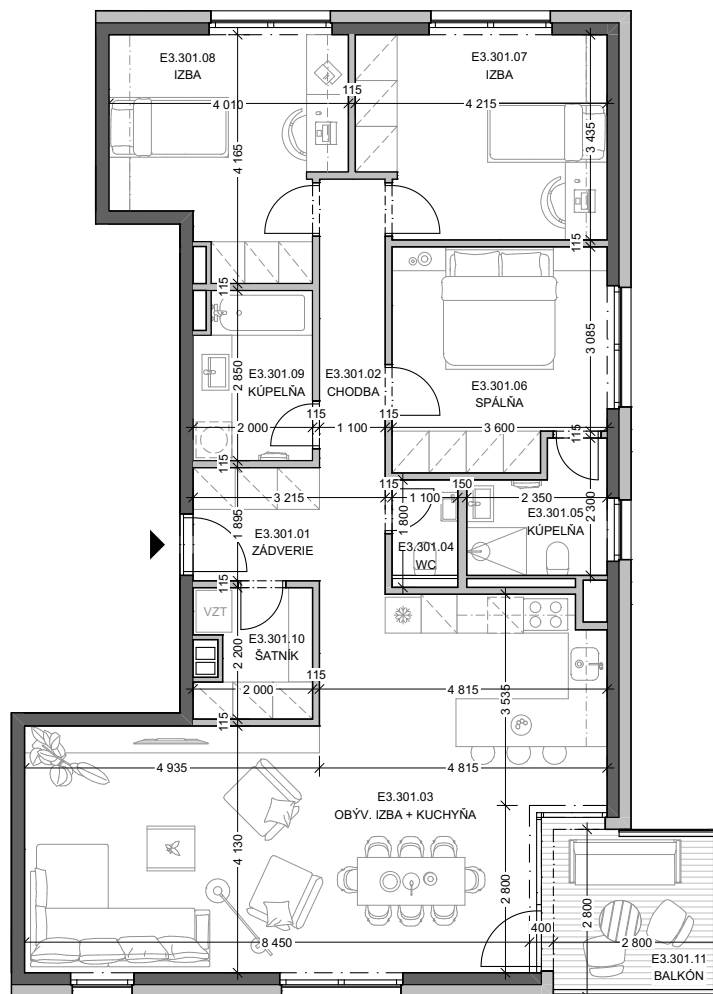 E3.301.08
IZBA
E3.301.07
IZBA
115
4 010
4 215
4 165
3 435
115
115
E3.301.09
KÚPELŇA
E3.301.02
CHODBA
E3.301.06
SPÁLŇA
2 850
3 085
115
115
2 000
1 100
3 600
115
115
115
150
3 215
1 100
2 350
1 895
1 800
2 300
E3.301.01
ZÁDVERIE
E3.301.05
KÚPELŇA
E3.301.04
WC
115
VZT
E3.301.10
ŠATNÍK
2 200
115
2 000
4 815
3 535
115
4 935
4 815
E3.301.03
OBÝV. IZBA + KUCHYŇA
4 130
2 800
2 800
400
8 450
2 800
E3.301.11
BALKÓN